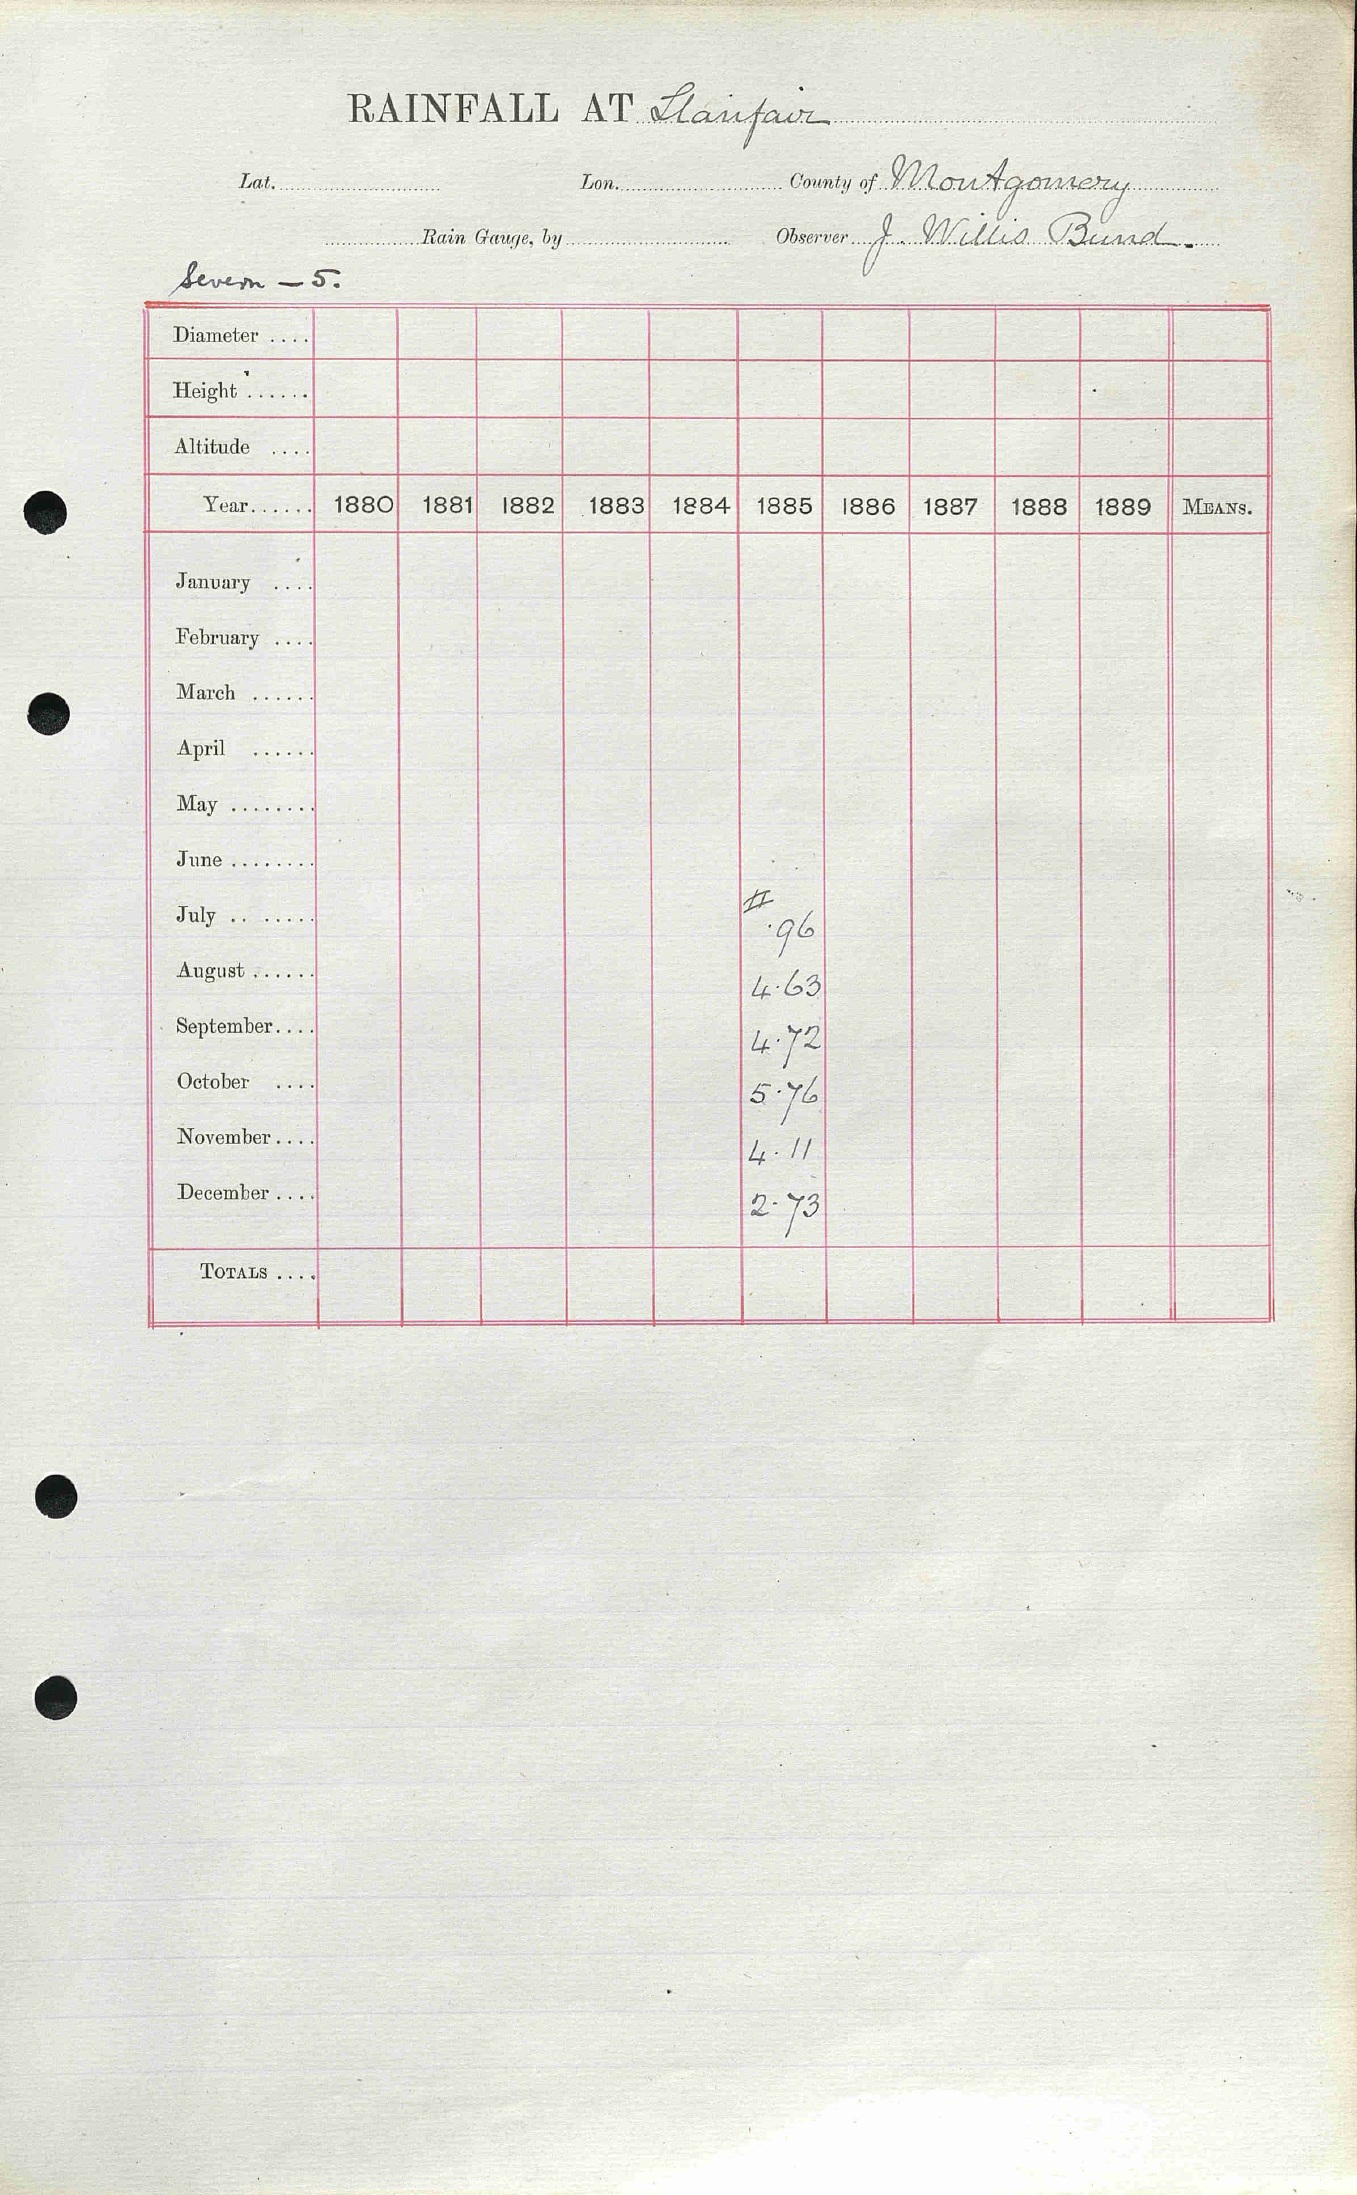 RAINFALL AT Llanfair
Lat. Lon. County of Montgomery
Rain Gauge, by Observer J. Willis Bund.
Severn – 5.
Diameter ....
Height ......
Altitude ....
Year...... 1880 1881 1882 1883 1884 1885 1886 1887 1888 1889 MEANS.
January ....
February ....
March ......
April ......
May ........
June ........
July .. ...... # .96
August ...... 4.63
September.... 4.72
October .... 5.76
November.... 4.11
December .... 2.73
TOTALS ....